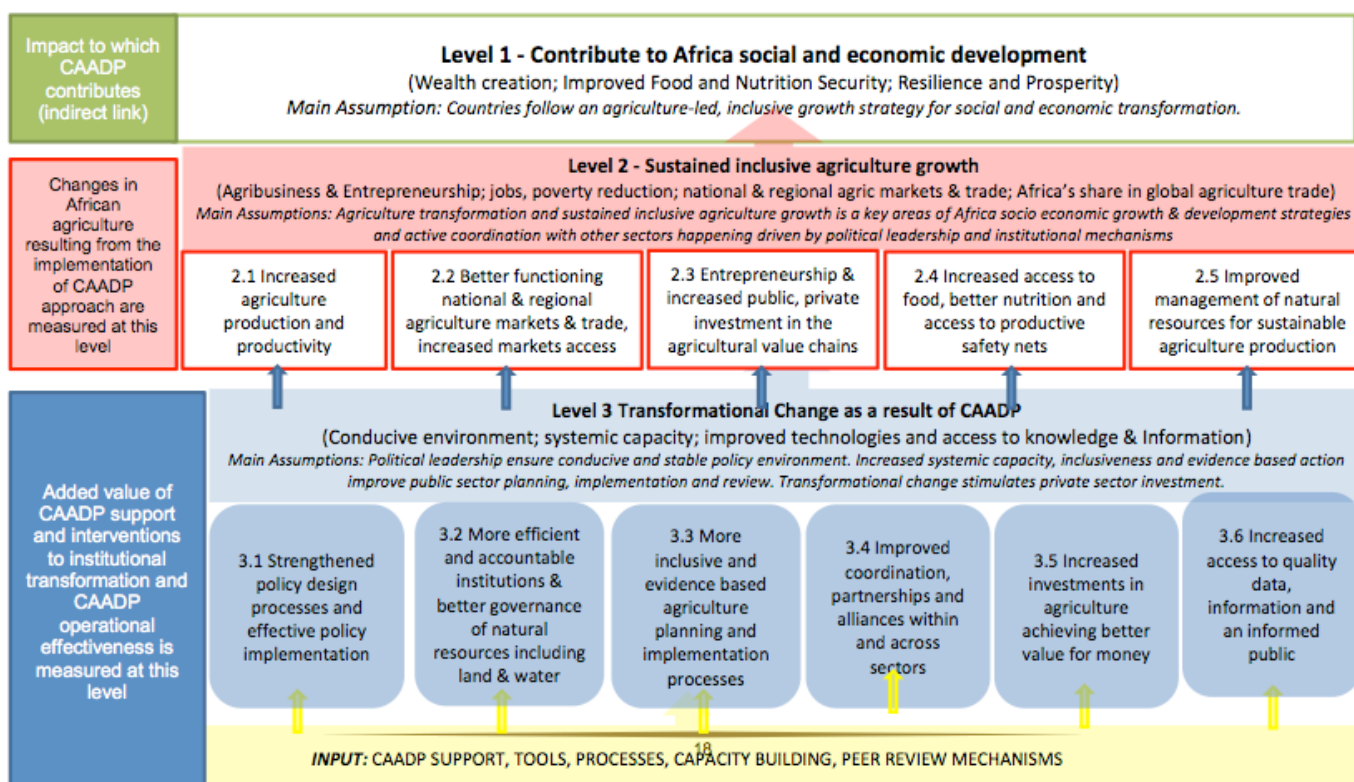 Impact to which
CAADP
contributes
(indirect link)
Level 1 - Contribute to Africa social and economic development
(Wealth creation; Improved Food and Nutrition Security; Resilience and Prosperity)
Main Assumption: Countries follow an agriculture-led, inclusive growth strategy for social and economic transformation.
Changes in
African
agriculture
resulting from the
implementation
of CAADP
approach are
measured at this
level
Level 2 - Sustained inclusive agriculture growth
(Agribusiness & Entrepreneurship; jobs, poverty reduction; national & regional agric markets & trade; Africa's share in global agriculture trade)
Main Assumptions: Agriculture transformation and sustained inclusive agriculture growth is a key areas of Africa socio economic growth & development strategies
and active coordination with other sectors happening driven by political leadership and institutional mechanisms
2.1 Increased
agriculture
production and
productivity
2.2 Better functioning
national & regional
agriculture markets & trade,
increased markets access
2.3 Entrepreneurship &
increased public, private
investment in the
agricultural value chains
2.4 Increased access to
food, better nutrition and
access to productive
safety nets
2.5 Improved
management of natural
resources for sustainable
agriculture production
Added value of
CAADP support
and interventions
to institutional
transformation and
CAADP
operational
effectiveness is
measured at this
level
Level 3 Transformational Change as a result of CAADP
(Conducive environment; systemic capacity; improved technologies and access to knowledge & Information)
Main Assumptions: Political leadership ensure conducive and stable policy environment. Increased systemic capacity, inclusiveness and evidence based action
improve public sector planning, implementation and review. Transformational change stimulates private sector investment.
3.1 Strengthened
policy design
processes and
effective policy
implementation
3.2 More efficient
and accountable
institutions &
better governance
of natural
resources including
land & water
3.3 More
inclusive and
evidence based
agriculture
planning and
implementation
processes
3.4 Improved
coordination,
partnerships and
alliances within
and across
sectors
3.5 Increased
investments in
agriculture
achieving better
value for money
3.6 Increased
access to quality
data,
information and
an informed
public
18
INPUT: CAADP SUPPORT, TOOLS, PROCESSES, CAPACITY BUILDING, PEER REVIEW MECHANISMS